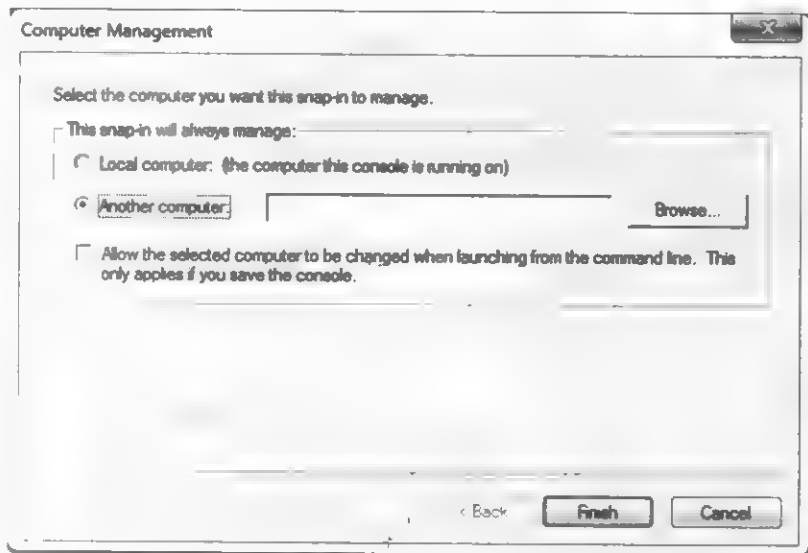 Computer Management
Select the computer you want this snap-in to manage.
This snap-in will always manage:
Local computer: (the computer this console is running on)
Another computer:
Browse...
Allow the selected computer to be changed when launching from the command line. This
only applies if you save the console.
< Back
Finish
Cancel